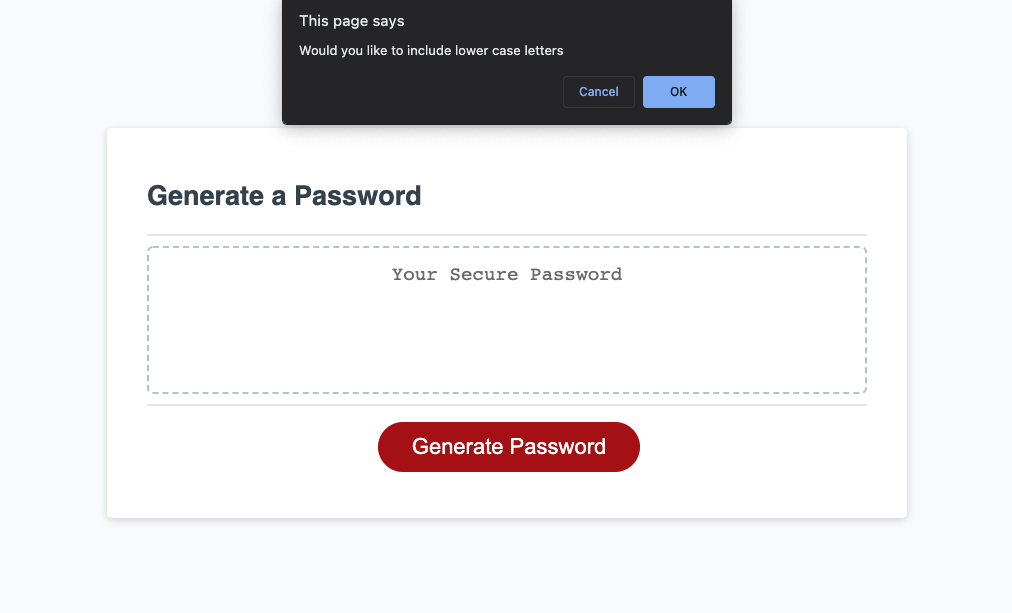 This page says
Would you like to include lower case letters
Cancel
OK
Generate a Password
Your Secure Password
Generate Password